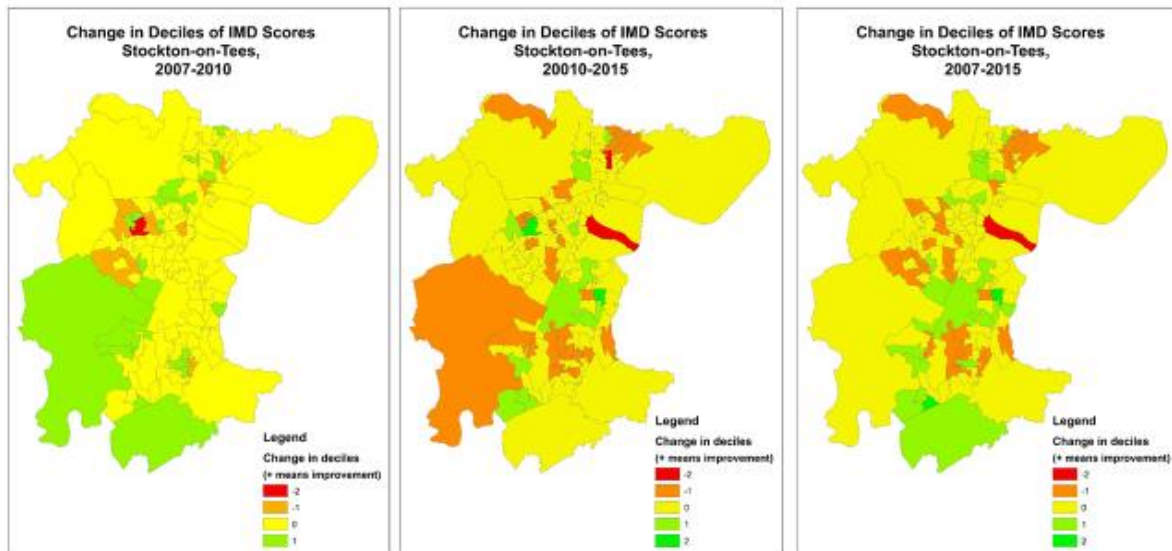 Change in Deciles of IMD Scores
Stockton-on-Tees,
2007-2010
Legend
Change in deciles
(+ means improvement)
-2
-1
0
1
Change in Deciles of IMD Scores
Stockton-on-Tees,
20010-2015
Legend
Change in deciles
(+ means improvement)
-2
-1
0
1
2
Change in Deciles of IMD Scores
Stockton-on-Tees,
2007-2015
Legend
Change in deciles
(+ means improvement)
-2
-1
0
1
2